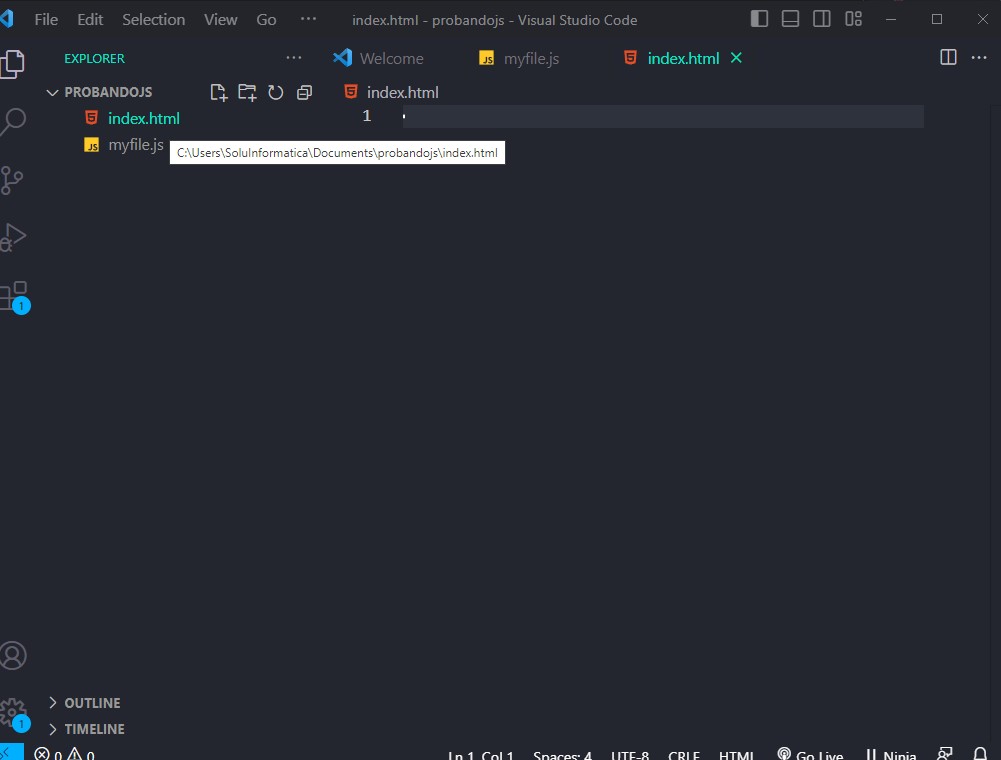 File Edit Selection View Go ··· index.html - probandojs - Visual Studio Code
EXPLORER ··· Welcome JS myfile.js index.html
PROBANDOJS index.html
index.html 1
JS myfile.js
C:\Users\SoluInformatica\Documents\probandojs\index.html
1
OUTLINE
1
TIMELINE
0 0 Ln 1, Col 1 Spaces: 4 UTF-8 CRLF HTML Go Live Ninja